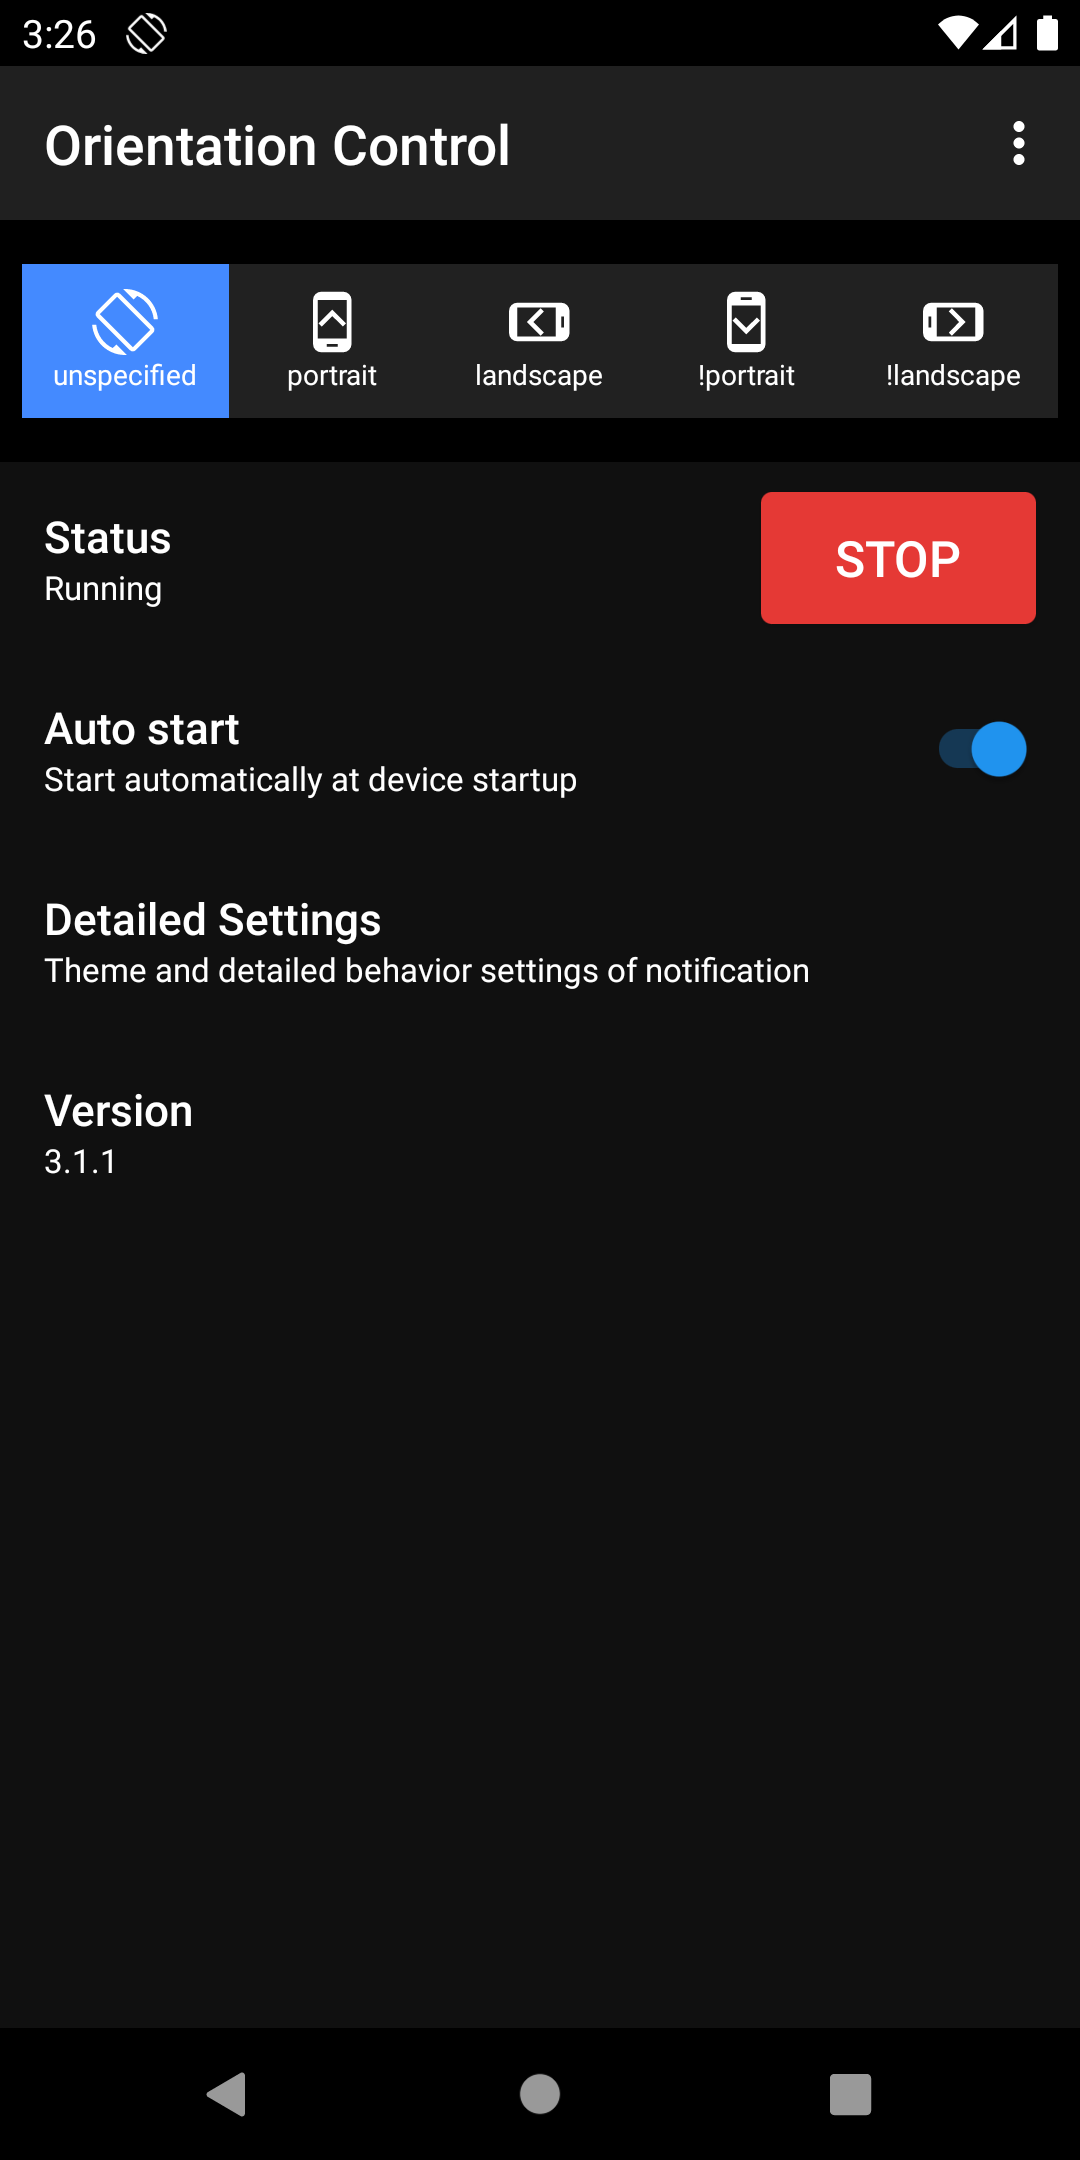 3:26
Orientation Control
unspecified
portrait
landscape
!portrait
!landscape
Status
Running
STOP
Auto start
Start automatically at device startup
Detailed Settings
Theme and detailed behavior settings of notification
Version
3.1.1